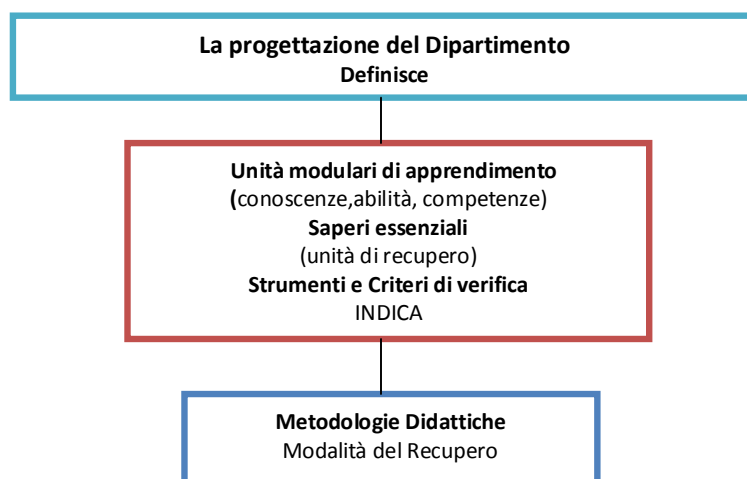 La progettazione del Dipartimento
Definisce
Unità modulari di apprendimento
(conoscenze,abilità, competenze)
Saperi essenziali
(unità di recupero)
Strumenti e Criteri di verifica
INDICA
Metodologie Didattiche
Modalità del Recupero